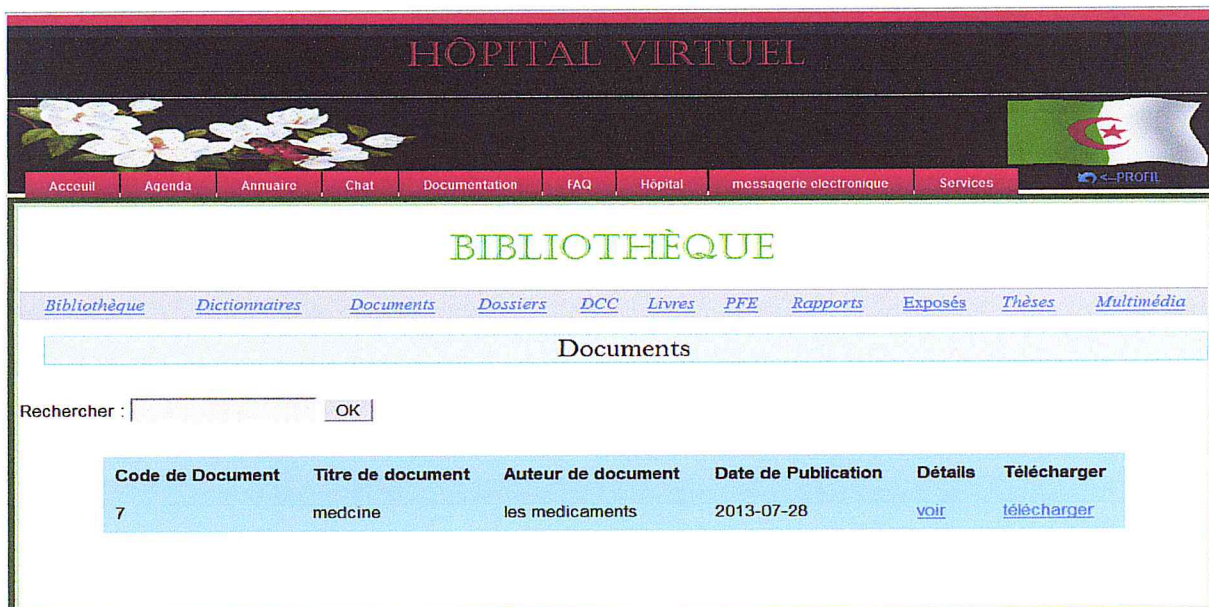 HÔPITAL VIRTUEL
Acceuil Agenda Annuaire Chat Documentation FAQ Hôpital messagerie electronique Services <--PROFIL
BIBLIOTHÈQUE
Bibliothèque Dictionnaires Documents Dossiers DCC Livres PFE Rapports Exposés Thèses Multimédia
Documents
Rechercher : OK
Code de Document Titre de document Auteur de document Date de Publication Détails Télécharger
7 medcine les medicaments 2013-07-28 voir télécharger